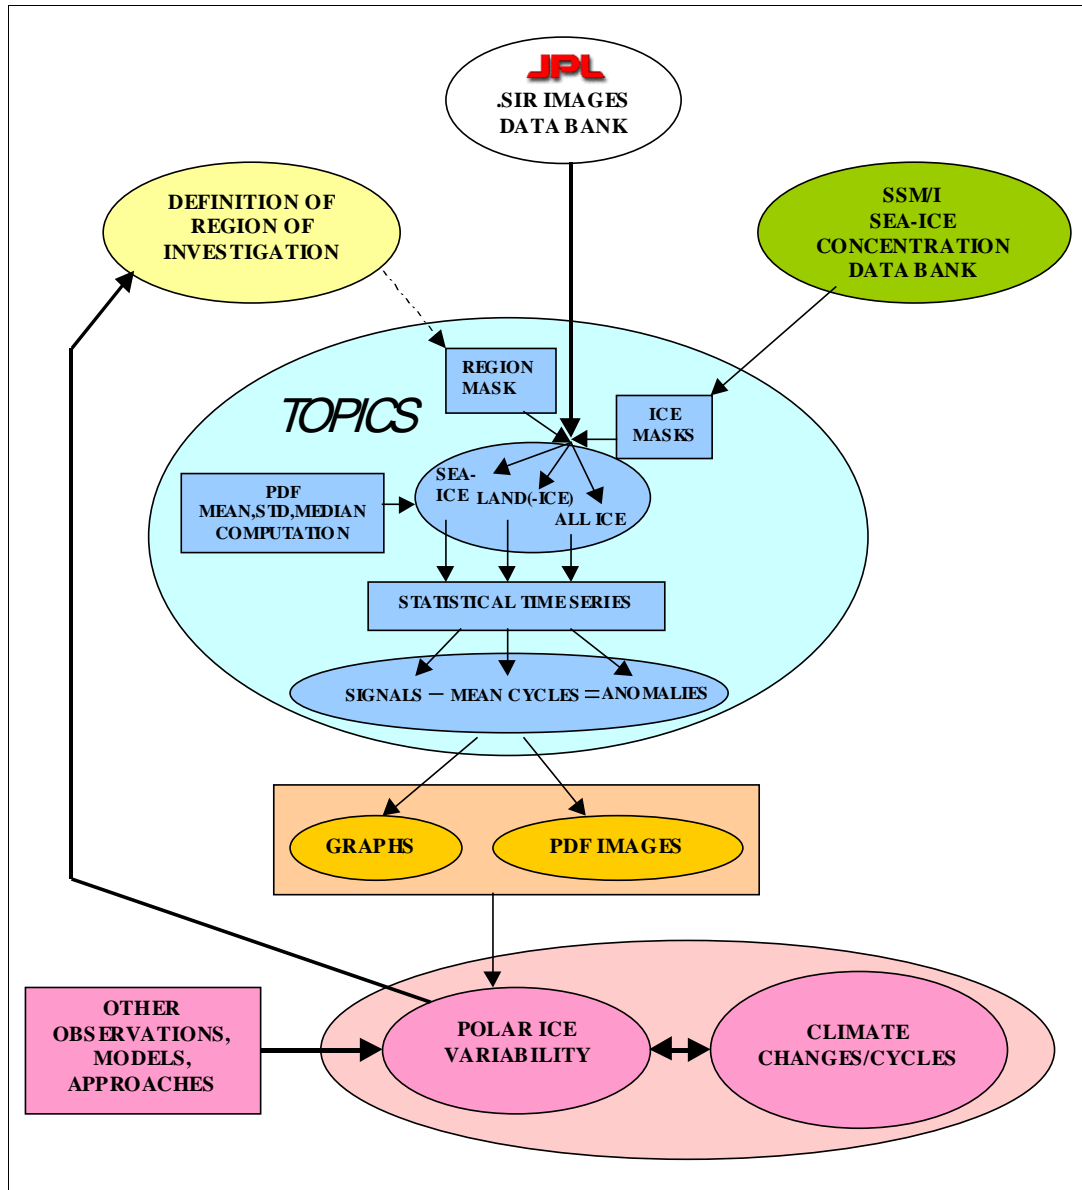 JPL
.SIR IMAGES
DATA BANK
DEFINITION OF
REGION OF
INVESTIGATION
SSM/I
SEA-ICE
CONCENTRATION
DATA BANK
REGION
MASK
TOPICS
ICE
MASKS
SEA-
ICE
LAND(-ICE)
ALL ICE
PDF
MEAN,STD,MEDIAN
COMPUTATION
STATISTICAL TIME SERIES
SIGNALS – MEAN CYCLES = ANOMALIES
GRAPHS
PDF IMAGES
OTHER
OBSERVATIONS,
MODELS,
APPROACHES
POLAR ICE
VARIABILITY
CLIMATE
CHANGES/CYCLES